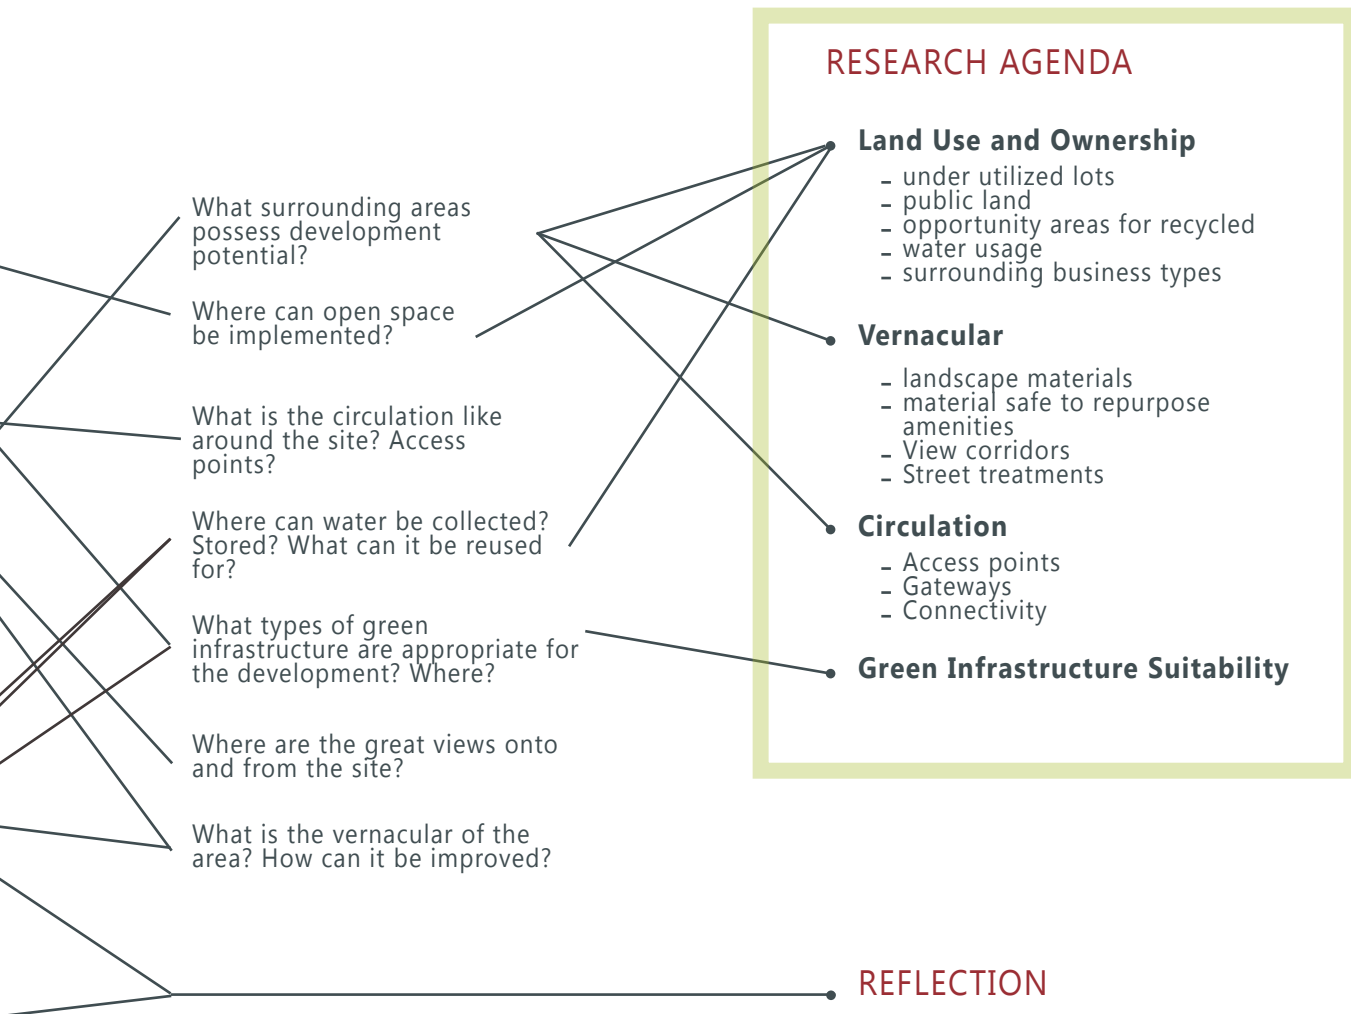 What surrounding areas
possess development
potential?
Where can open space
be implemented?
What is the circulation like
around the site? Access
points?
Where can water be collected?
Stored? What can it be reused
for?
What types of green
infrastructure are appropriate for
the development? Where?
Where are the great views onto
and from the site?
What is the vernacular of the
area? How can it be improved?
RESEARCH AGENDA
Land Use and Ownership
- under utilized lots
- public land
- opportunity areas for recycled
- water usage
- surrounding business types
Vernacular
- landscape materials
- material safe to repurpose
amenities
- View corridors
- Street treatments
Circulation
- Access points
- Gateways
- Connectivity
Green Infrastructure Suitability
REFLECTION